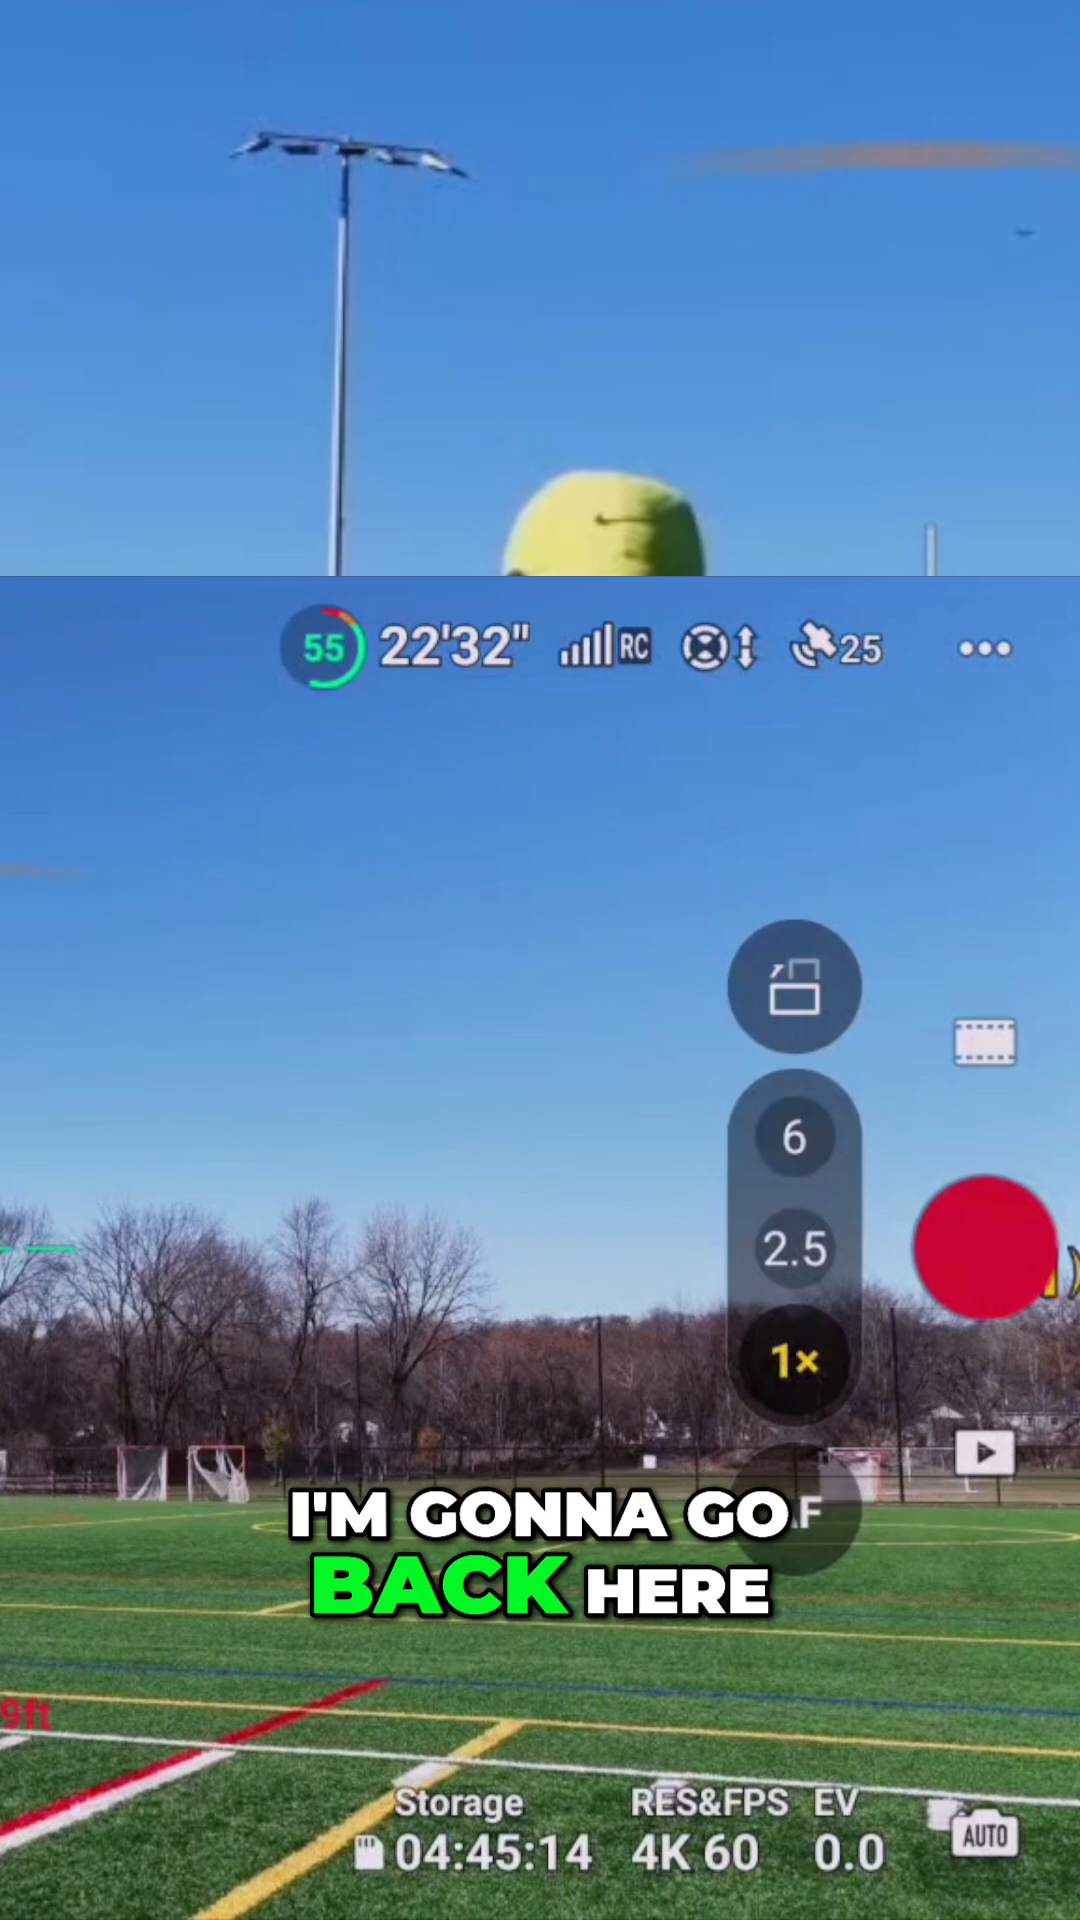 55 22'32" RC 25
6
2.5
1×
F
I'M GONNA GO
BACK HERE
9ft
Storage RES&FPS EV
04:45:14 4K 60 0.0
AUTO